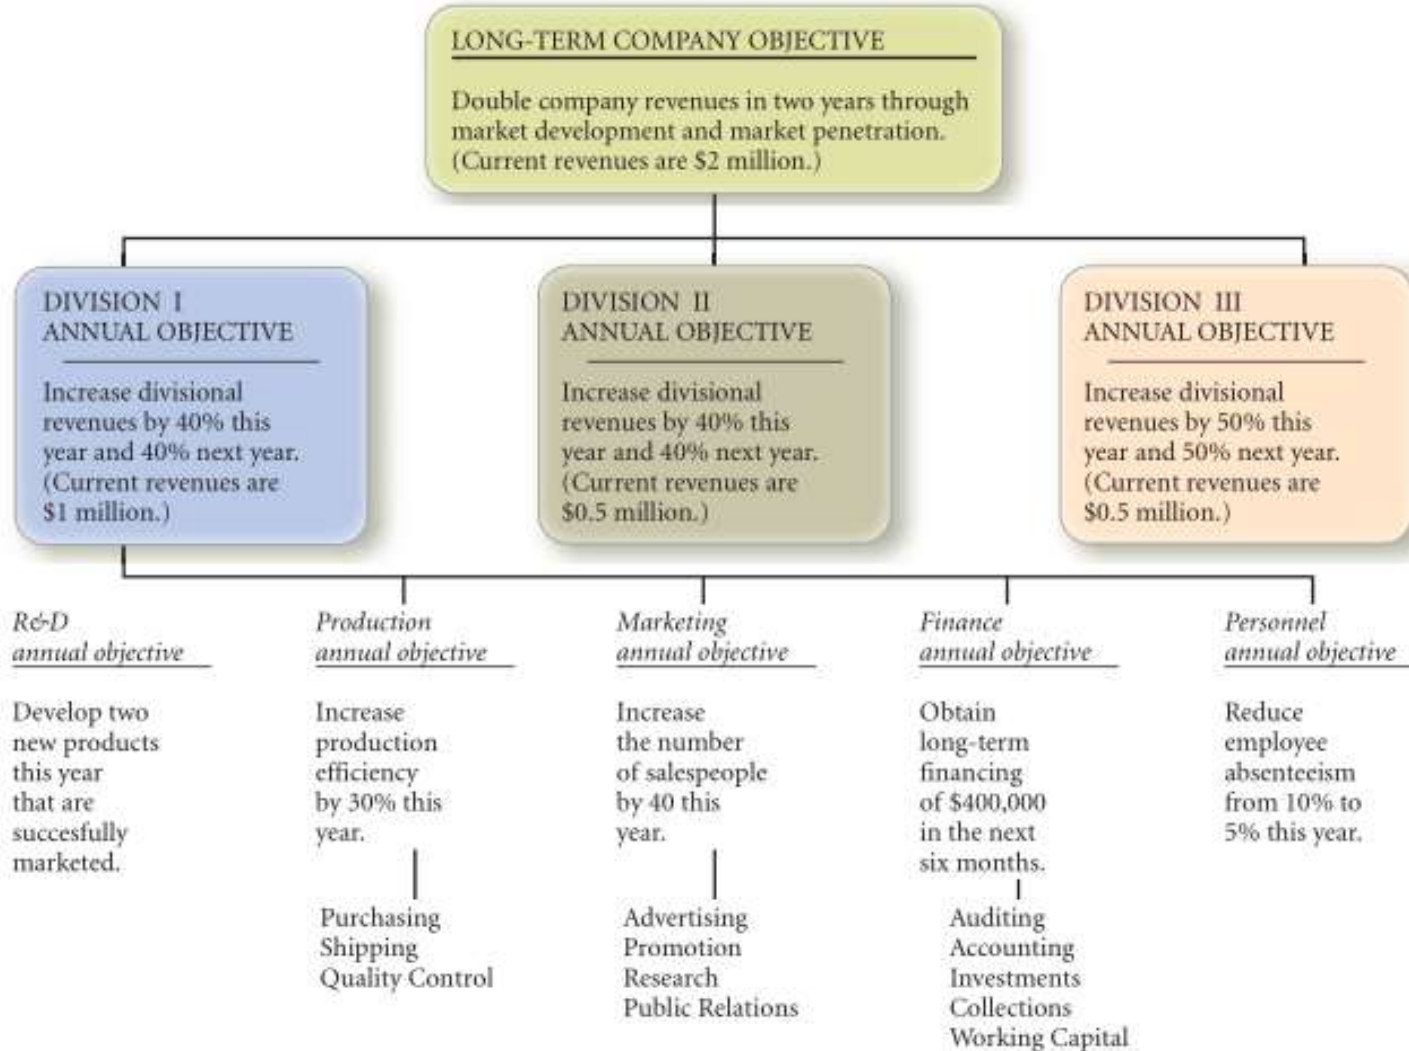 LONG-TERM COMPANY OBJECTIVE
Double company revenues in two years through
market development and market penetration.
(Current revenues are $2 million.)
DIVISION I
ANNUAL OBJECTIVE
Increase divisional
revenues by 40% this
year and 40% next year.
(Current revenues are
$1 million.)
DIVISION II
ANNUAL OBJECTIVE
Increase divisional
revenues by 40% this
year and 40% next year.
(Current revenues are
$0.5 million.)
DIVISION III
ANNUAL OBJECTIVE
Increase divisional
revenues by 50% this
year and 50% next year.
(Current revenues are
$0.5 million.)
R&D
annual objective
Develop two
new products
this year
that are
succesfully
marketed.
Production
annual objective
Increase
production
efficiency
by 30% this
year.
Purchasing
Shipping
Quality Control
Marketing
annual objective
Increase
the number
of salespeople
by 40 this
year.
Advertising
Promotion
Research
Public Relations
Finance
annual objective
Obtain
long-term
financing
of $400,000
in the next
six months.
Auditing
Accounting
Investments
Collections
Working Capital
Personnel
annual objective
Reduce
employee
absenteeism
from 10% to
5% this year.